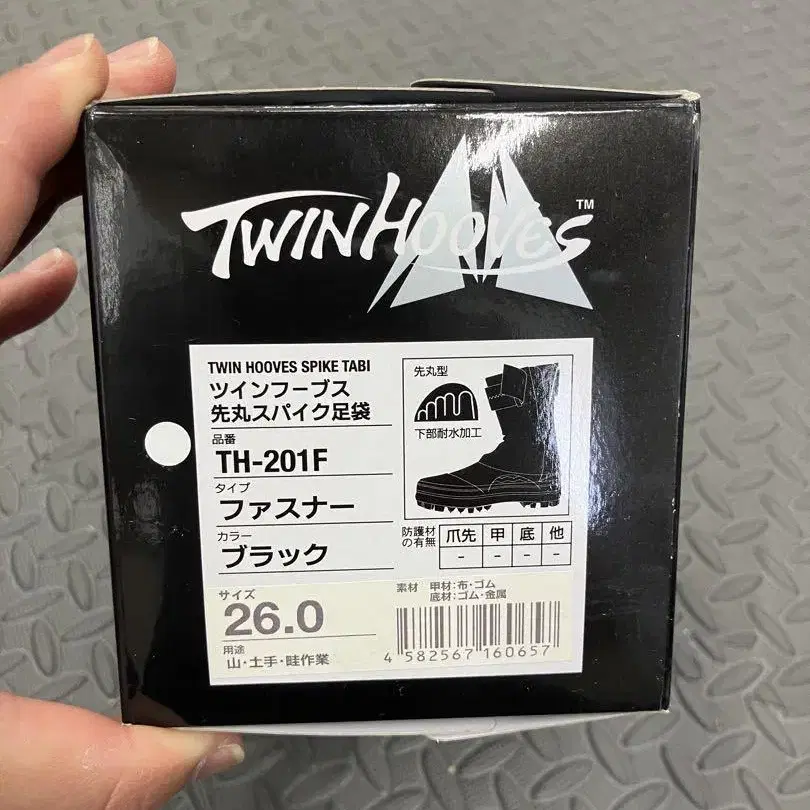 TWINHOOVES™
TWIN HOOVES SPIKE TABI
ツインフーブス
先丸スパイク足袋
品番
TH-201F
タイプ
ファスナー
カラー
ブラック
サイズ
26.0
用途
山・土手・畦作業
先丸型
下部耐水加工
防護材
の有無
爪先 甲 底 他
- - - -
素材 甲材:布・ゴム
底材:ゴム・金属
4 582567 160657